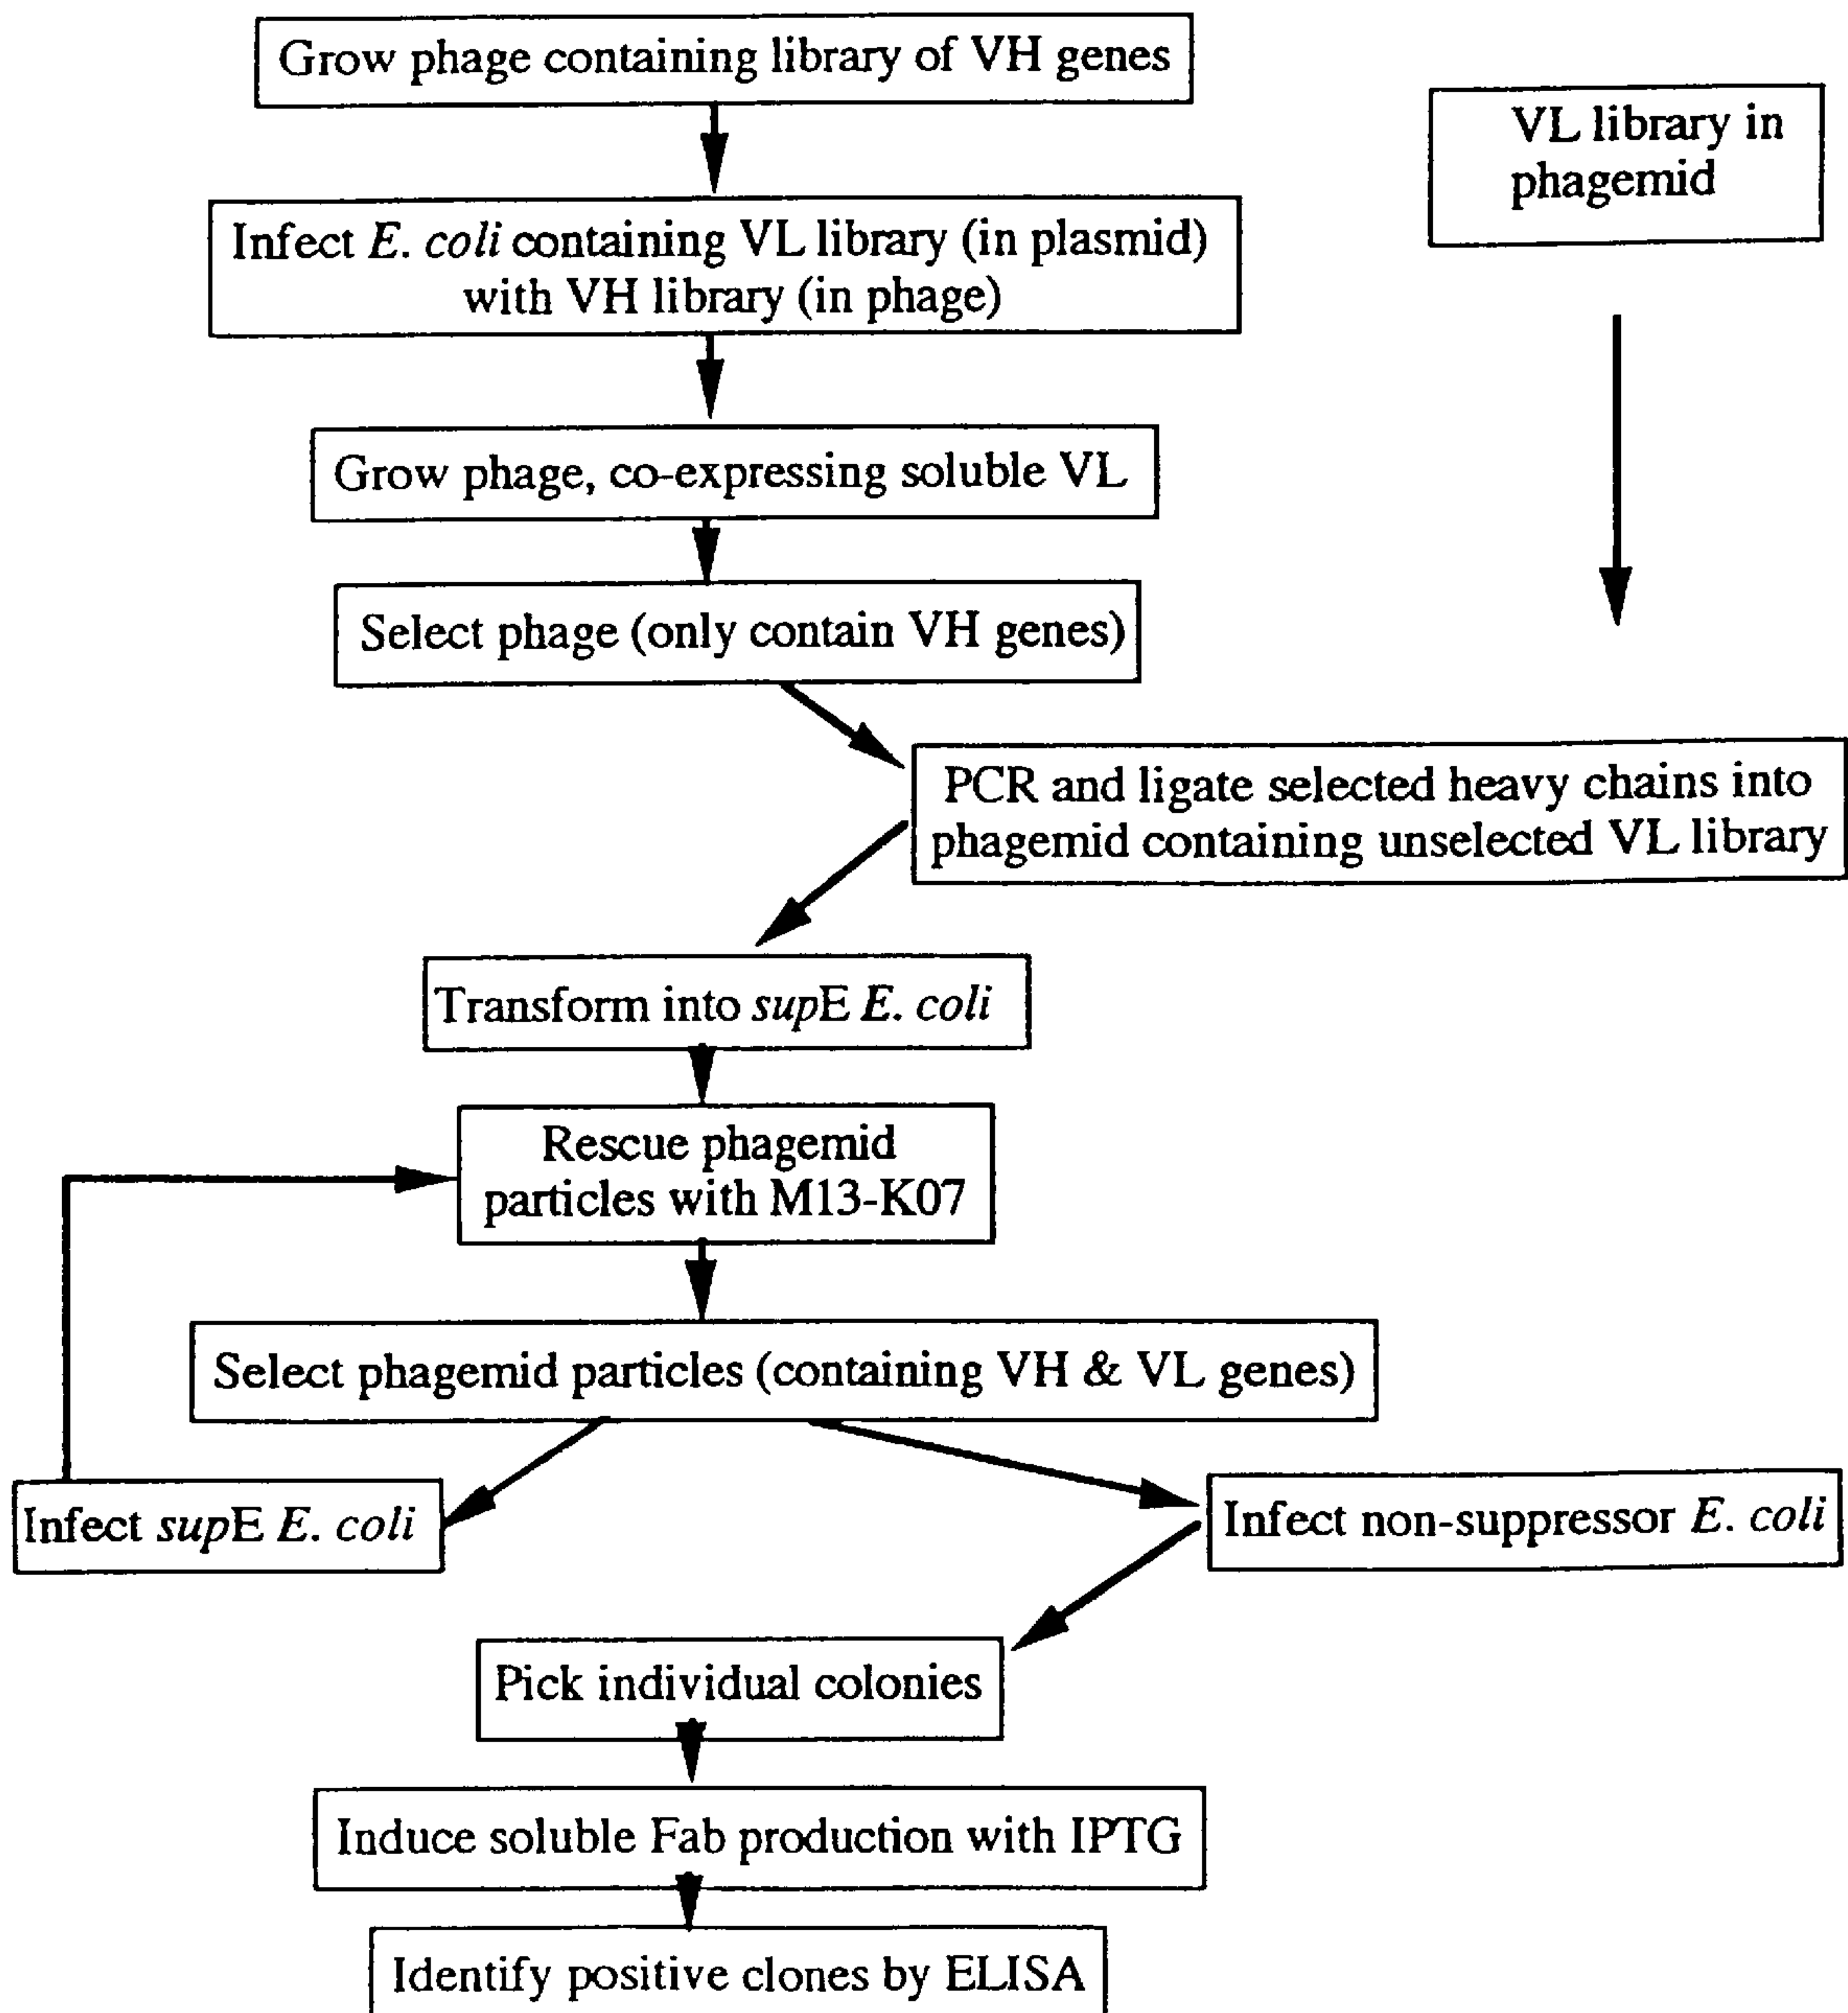 Grow phage containing library of VH genes
VL library in
phagemid
Infect E. coli containing VL library (in plasmid)
with VH library (in phage)
Grow phage, co-expressing soluble VL
Select phage (only contain VH genes)
PCR and ligate selected heavy chains into
phagemid containing unselected VL library
Transform into supE E. coli
Rescue phagemid
particles with M13-K07
Select phagemid particles (containing VH & VL genes)
Infect supE E. coli
Infect non-suppressor E. coli
Pick individual colonies
Induce soluble Fab production with IPTG
Identify positive clones by ELISA